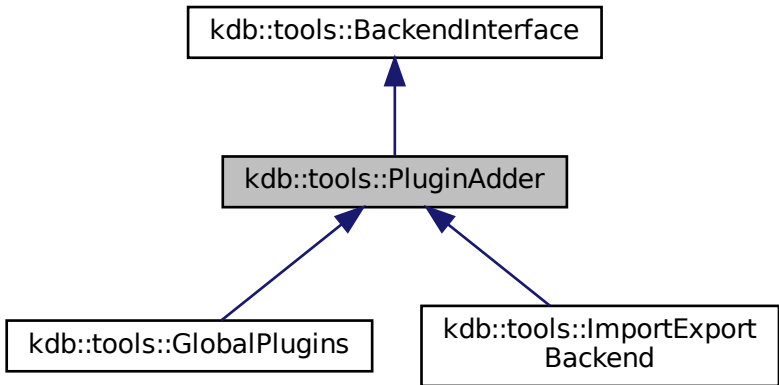 kdb::tools::BackendInterface
kdb::tools::PluginAdder
kdb::tools::GlobalPlugins
kdb::tools::ImportExport
Backend